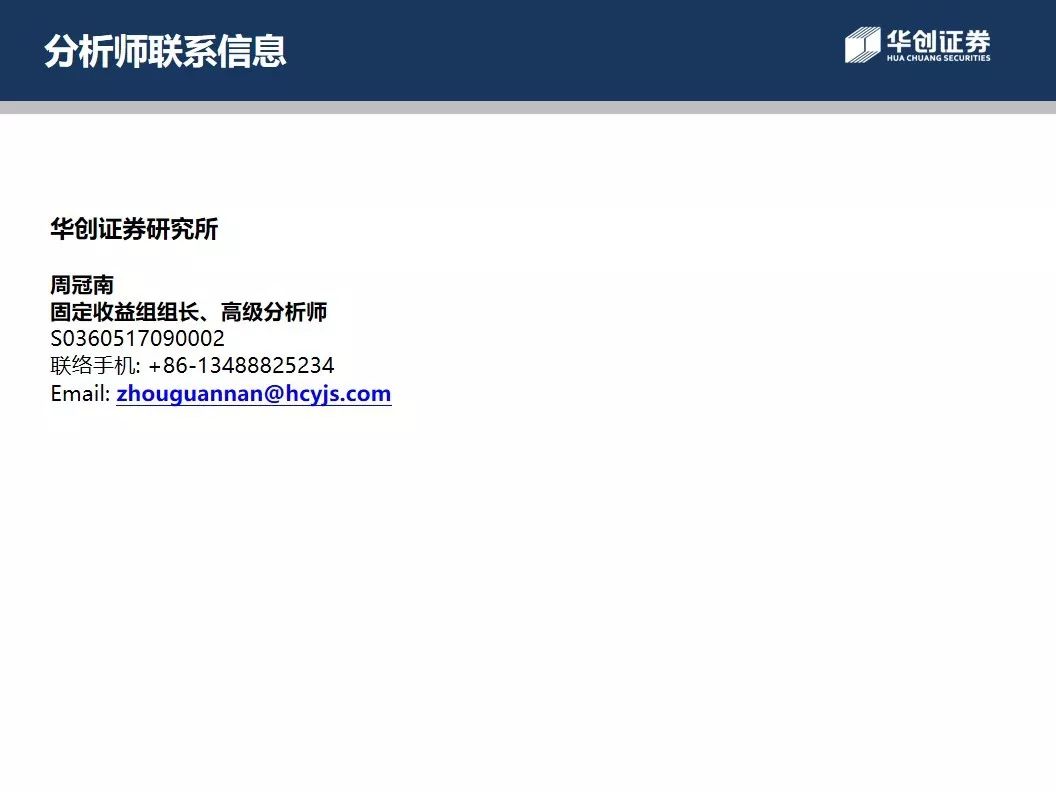 分析师联系信息
华创证券
HUA CHUANG SECURITIES
华创证券研究所
周冠南
固定收益组组长、高级分析师
S0360517090002
联络手机: +86-13488825234
Email: zhouguannan@hcyjs.com